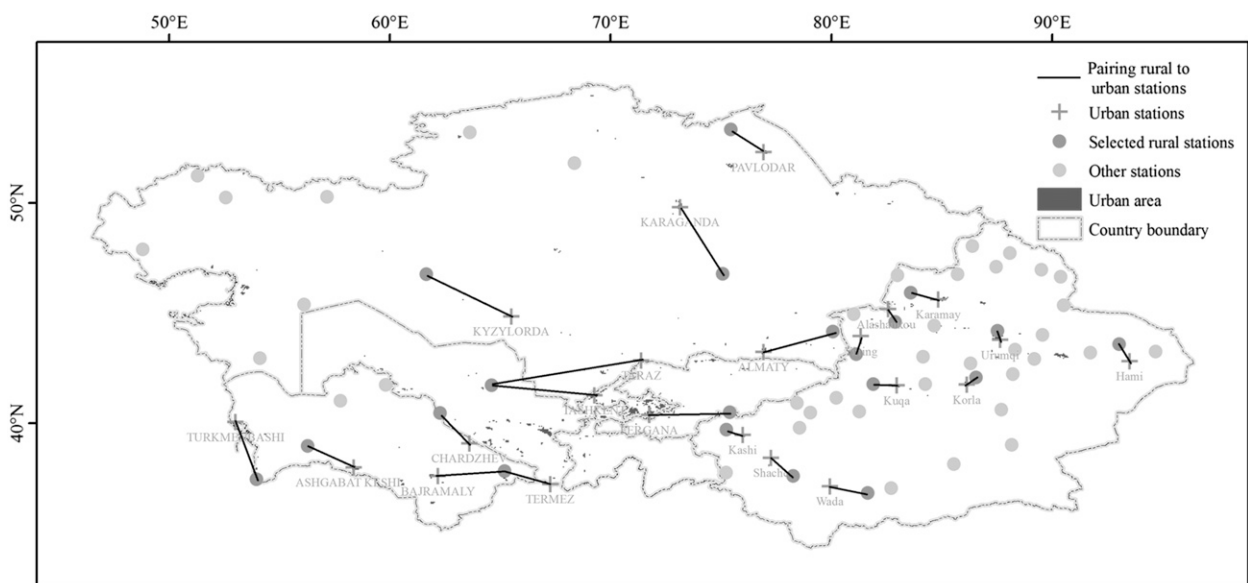 50°E 60°E 70°E 80°E 90°E
50°N
40°N
Pairing rural to
urban stations
Urban stations
Selected rural stations
Other stations
Urban area
Country boundary
PAVLODAR
KARAGANDA
KYZYLORDA
Karamay
Alashankou
Urumqi
ALMATY
TARAZ
Hami
Kuqa
Korla
TASHKENT
FERGANA
TURKMENBASHI
Kashi
CHARDZHEV
ASHGABAT KESHI
Shache
BAJRAMALY
TERMEZ
Wada